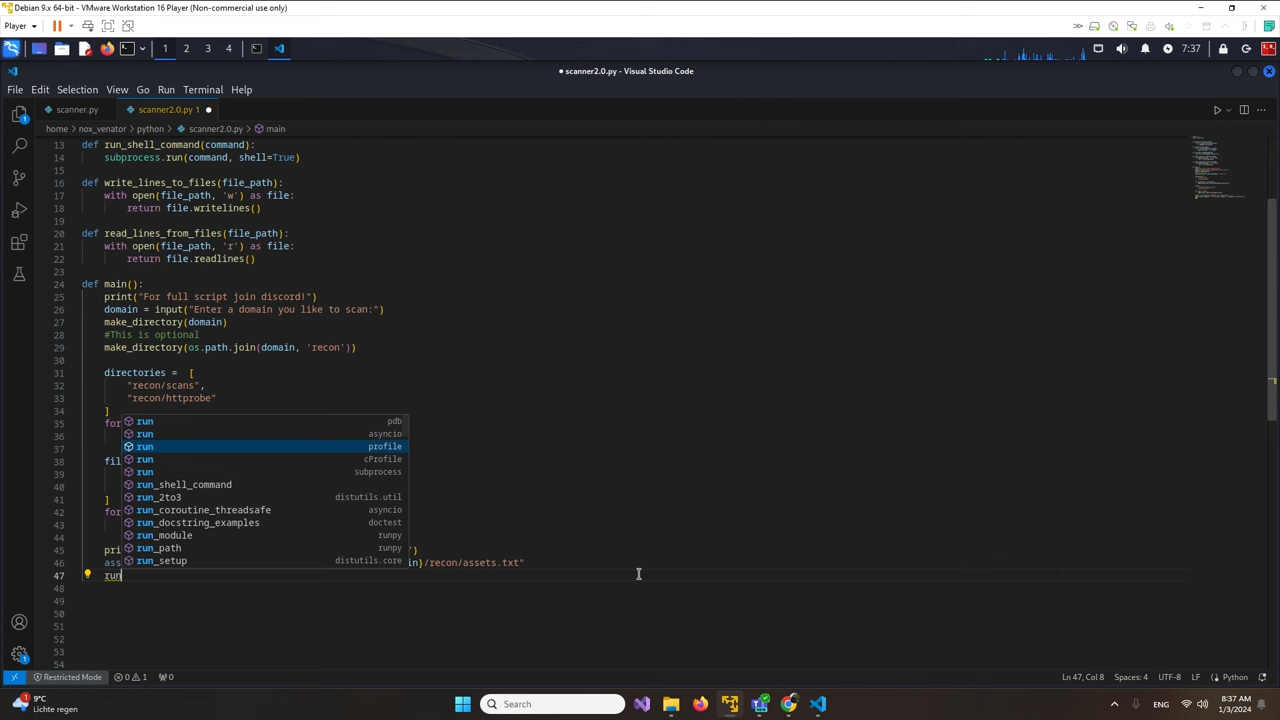 Debian 9.x 64-bit - VMware Workstation 16 Player (Non-commercial use only)
Player
1 2 3 4 7:37
scanner2.0.py - Visual Studio Code
File Edit Selection View Go Run Terminal Help
scanner.py scanner2.0.py 1
home > nox_venator > python > scanner2.0.py > main
13 def run_shell_command(command):
14 subprocess.run(command, shell=True)
15
16 def write_lines_to_files(file_path):
17 with open(file_path, 'w') as file:
18 return file.writelines()
19
20 def read_lines_from_files(file_path):
21 with open(file_path, 'r') as file:
22 return file.readlines()
23
24 def main():
25 print("For full script join discord!")
26 domain = input("Enter a domain you like to scan:")
27 make_directory(domain)
28 #This is optional
29 make_directory(os.path.join(domain, 'recon'))
30
31 directories = [
32 "recon/scans",
33 "recon/httprobe"
34 ]
35 for run pdb
36 run asyncio
37 run profile
38 fil run cProfile
39 run subprocess
40 run_shell_command
41 ] run_2to3 distutils.util
42 for run_coroutine_threadsafe asyncio
43 run_docstring_examples doctest
44 run_module runpy
45 pri run_path runpy ')
46 ass run_setup distutils.core in}/recon/assets.txt"
47 run
48
49
50
51
52
53
54
Restricted Mode 0 1 0 Ln 47, Col 8 Spaces: 4 UTF-8 LF Python
1 9°C
Lichte regen
Search
ENG 8:37 AM
1/3/2024